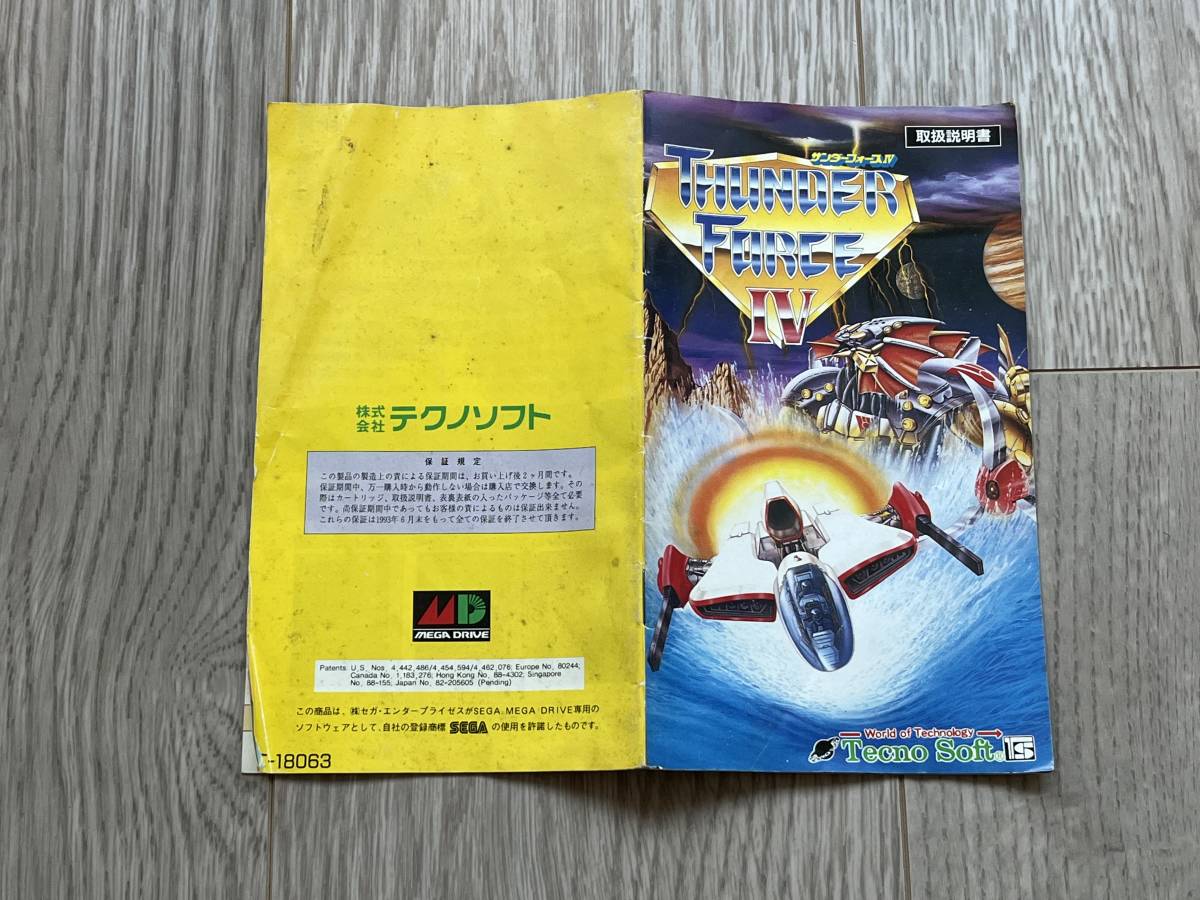 株式
会社 テクノソフト
保証規定
この製品の製造上の責による保証期間は、お買い上げ後2ヶ月間です。
保証期間中、万一購入時から動作しない場合は購入店で交換します。その
際はカートリッジ、取扱説明書、表裏表紙の入ったパッケージ等全て必要
です。尚保証期間中であってもお客様の責によるものは保証出来ません。
これらの保証は1993年6月末をもって全ての保証を終了させて頂きます。
MD
MEGA DRIVE
Patents: U.S. Nos. 4,442,486/4,454,594/4,462,076; Europe No. 80244;
Canada No. 1,183,276; Hong Kong No. 88-4302; Singapore
No. 88-155; Japan No. 82-205605 (Pending)
この商品は、㈱セガ・エンタープライゼスがSEGA MEGA DRIVE専用の
ソフトウェアとして、自社の登録商標 SEGA の使用を許諾したものです。
T-18063
取扱説明書
サンダーフォースIV
THUNDER
FORCE
IV
World of Technology
Tecno Soft® TS